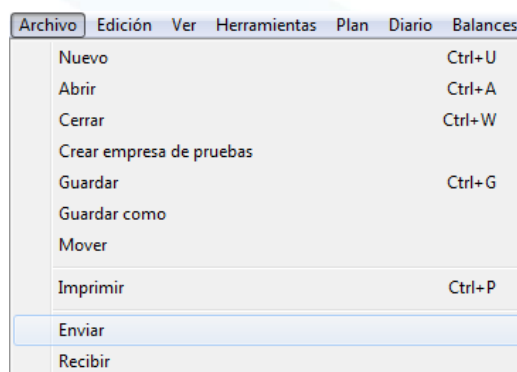 Archivo Edición Ver Herramientas Plan Diario Balances
Nuevo Ctrl+U
Abrir Ctrl+A
Cerrar Ctrl+W
Crear empresa de pruebas
Guardar Ctrl+G
Guardar como
Mover
Imprimir Ctrl+P
Enviar
Recibir